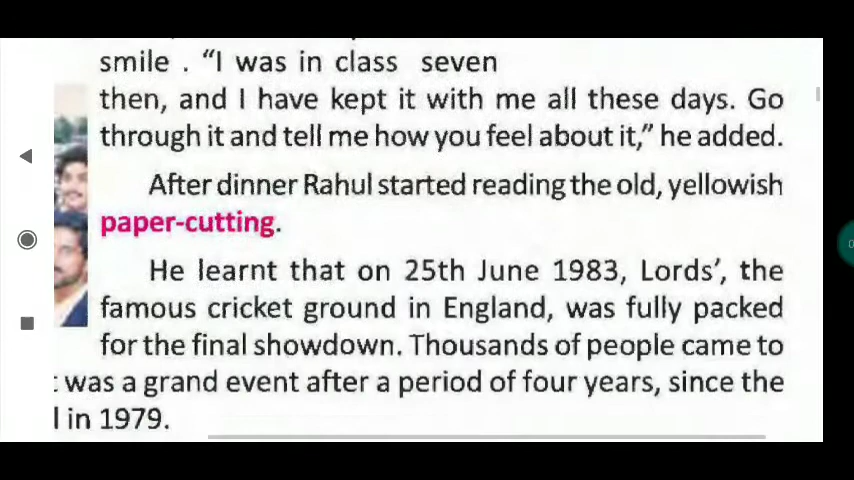 smile . “I was in class seven
then, and I have kept it with me all these days. Go
through it and tell me how you feel about it,” he added.
After dinner Rahul started reading the old, yellowish
paper-cutting.
He learnt that on 25th June 1983, Lords’, the
famous cricket ground in England, was fully packed
for the final showdown. Thousands of people came to
was a grand event after a period of four years, since the
in 1979.